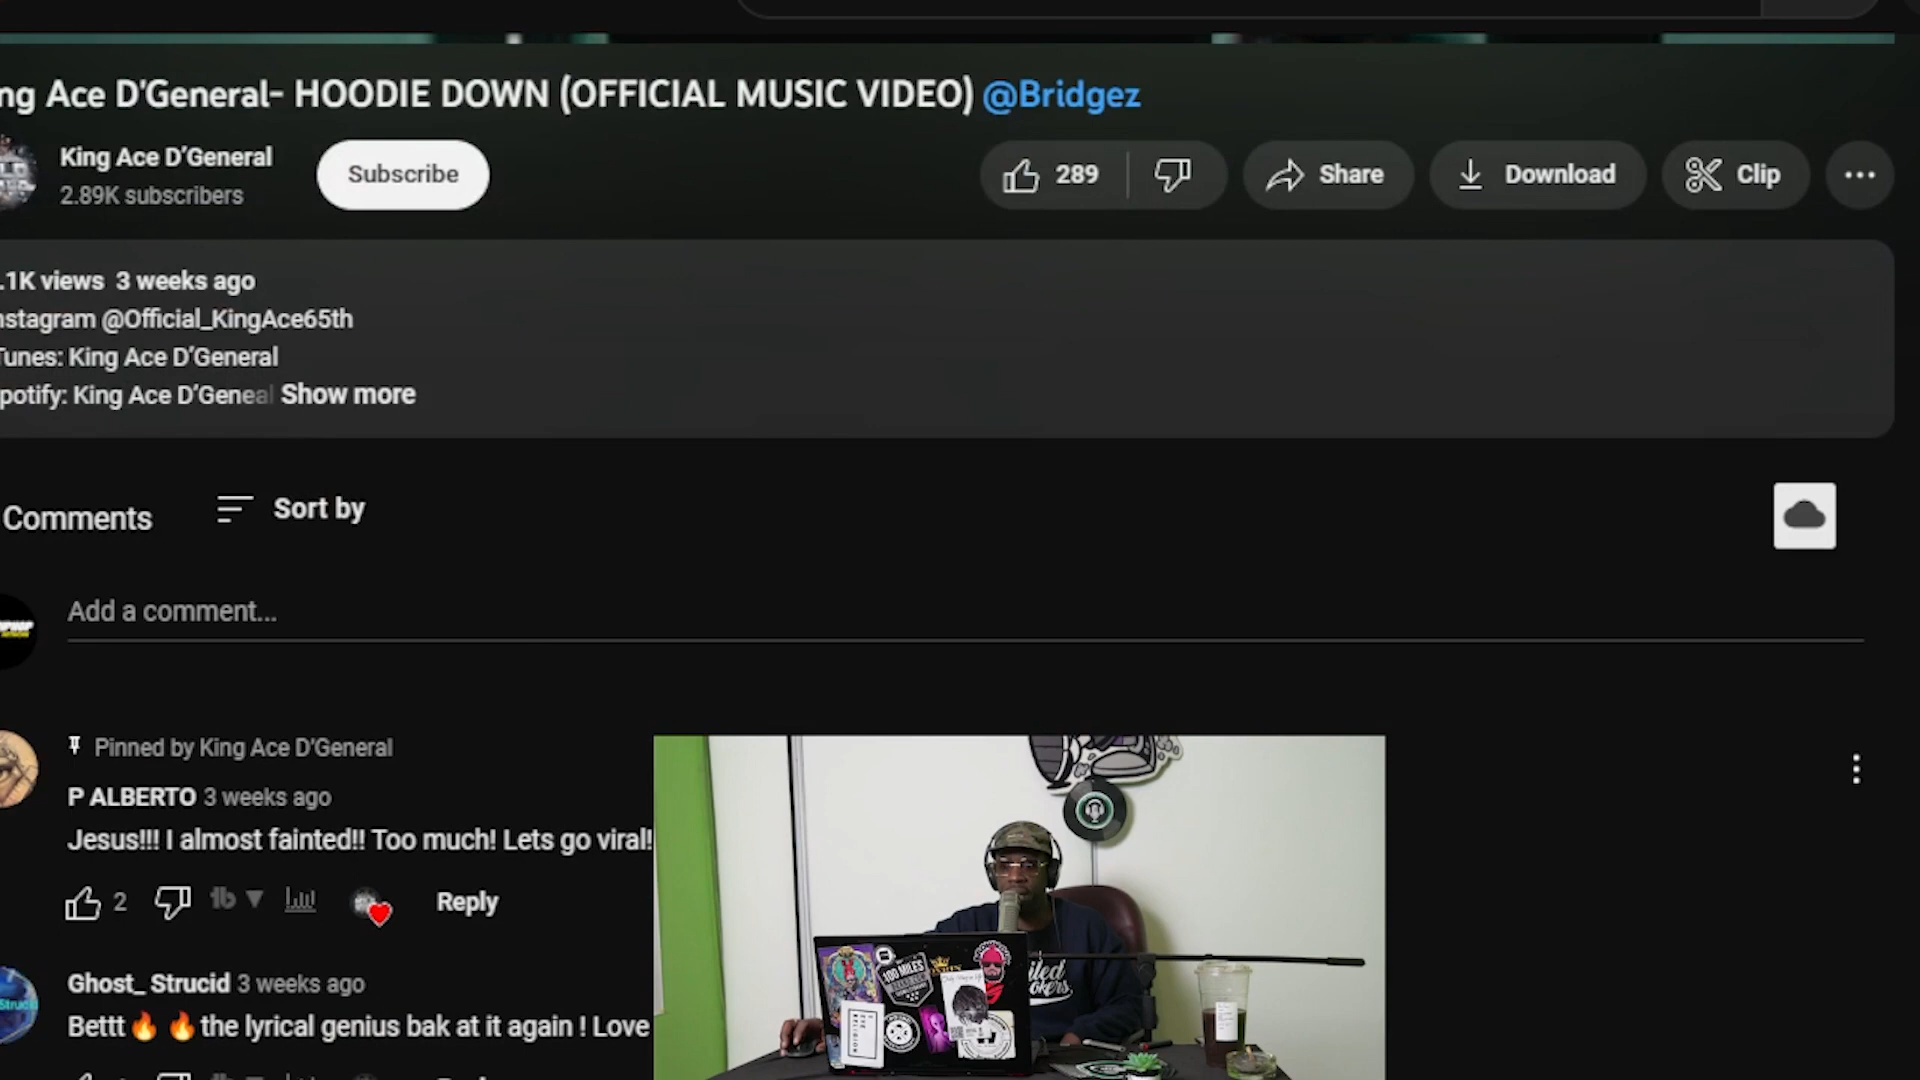 ng Ace D'General- HOODIE DOWN (OFFICIAL MUSIC VIDEO) @Bridgez
King Ace D'General
2.89K subscribers
Subscribe
289
Share
Download
Clip
.1K views 3 weeks ago
nstagram @Official_KingAce65th
Tunes: King Ace D'General
potify: King Ace D'Geneal Show more
Comments
Sort by
Add a comment...
Pinned by King Ace D'General
P ALBERTO 3 weeks ago
Jesus!!! I almost fainted!! Too much! Lets go viral!
2
Reply
Ghost_ Strucid 3 weeks ago
Bettt🔥 🔥the lyrical genius bak at it again ! Love
100 MILES